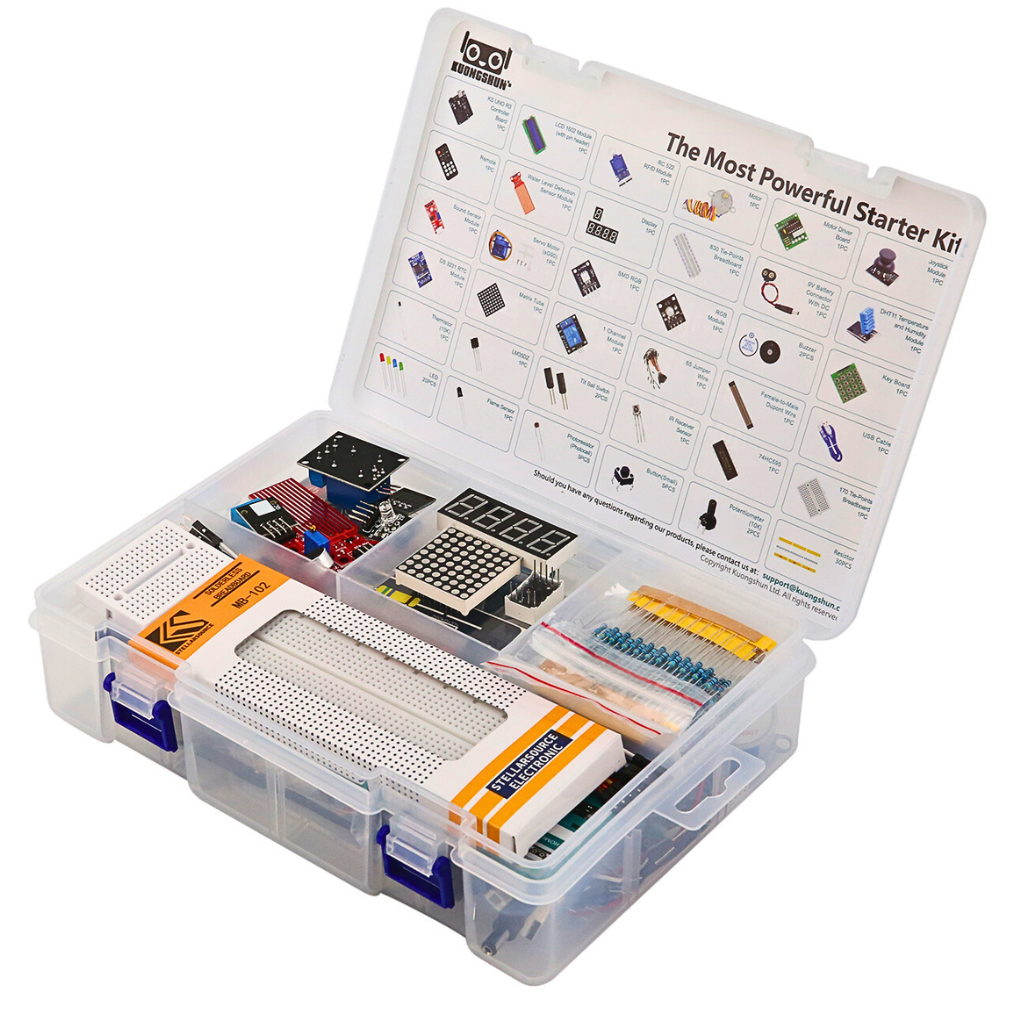 KUONGSHUN
The Most Powerful Starter Kit
KS UNO R3
Controller
Board
1PC
LCD 1602 Module
(with pin header)
1PC
RC 522
RFID Module
1PC
Motor
1PC
Motor Driver
Board
1PC
Joystick
Module
1PC
Remote
1PC
Water Level Detection
Sensor Module
1PC
Display
1PC
830 Tie-Points
Breadboard
1PC
9V Battery
Connector
With DC
1PC
DHT11 Temperature
and Humidity
Module
1PC
Sound Sensor
Module
1PC
Servo Motor
(sG90)
1PC
SMD RGB
1PC
RGB
Module
1PC
Buzzer
2PCS
Key Board
1PC
DS 3231 RTC
Module
1PC
Matrix Tube
1PC
1 Channel
Module
1PC
65 Jumper
Wire
1PC
Female-to-Male
Dupont Wire
1PC
USB Cable
1PC
Thermistor
(10K)
1PC
LM35DZ
1PC
Tilt Ball Switch
2PCS
IR Receiver
Sensor
1PC
74HC595
1PC
170 Tie-Points
Breadboard
1PC
LED
20PCS
Flame Sensor
1PC
Photoresistor
(Photocell)
3PCS
Button(Small)
5PCS
Potentiometer
(10K)
2PCS
Resistor
30PCS
Should you have any questions regarding our products, please contact us at: support@kuongshun.c
Copyright Kuongshun Ltd. All rights reserve
KS
STELLARSOURCE
SOLDERLESS
BREADBOARD
MB-102
STELLARSOURCE
ELECTRONIC